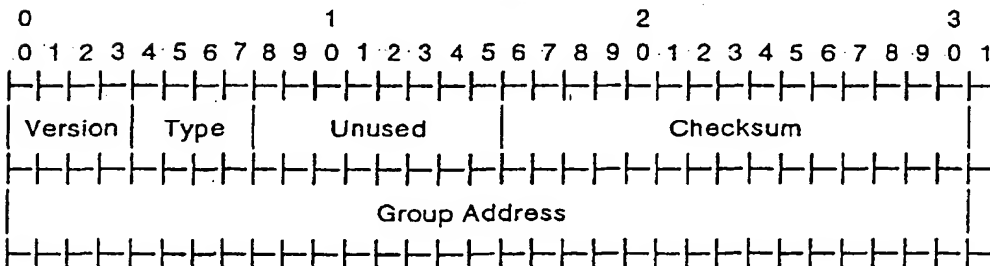 0 1 2 3
0 1 2 3 4 5 6 7 8 9 0 1 2 3 4 5 6 7 8 9 0 1 2 3 4 5 6 7 8 9 0 1
Version Type Unused Checksum
Group Address